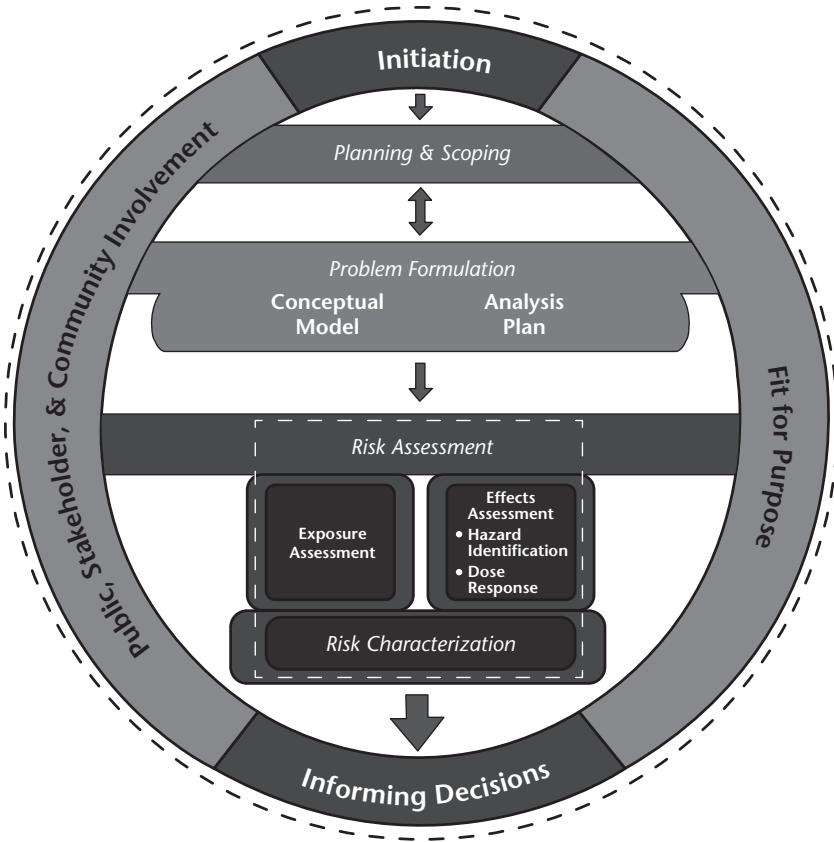 Initiation
Public, Stakeholder, & Community Involvement
Fit for Purpose
Planning & Scoping
Problem Formulation
Conceptual
Model
Analysis
Plan
Risk Assessment
Exposure
Assessment
Effects
Assessment
• Hazard
Identification
• Dose
Response
Risk Characterization
Informing Decisions